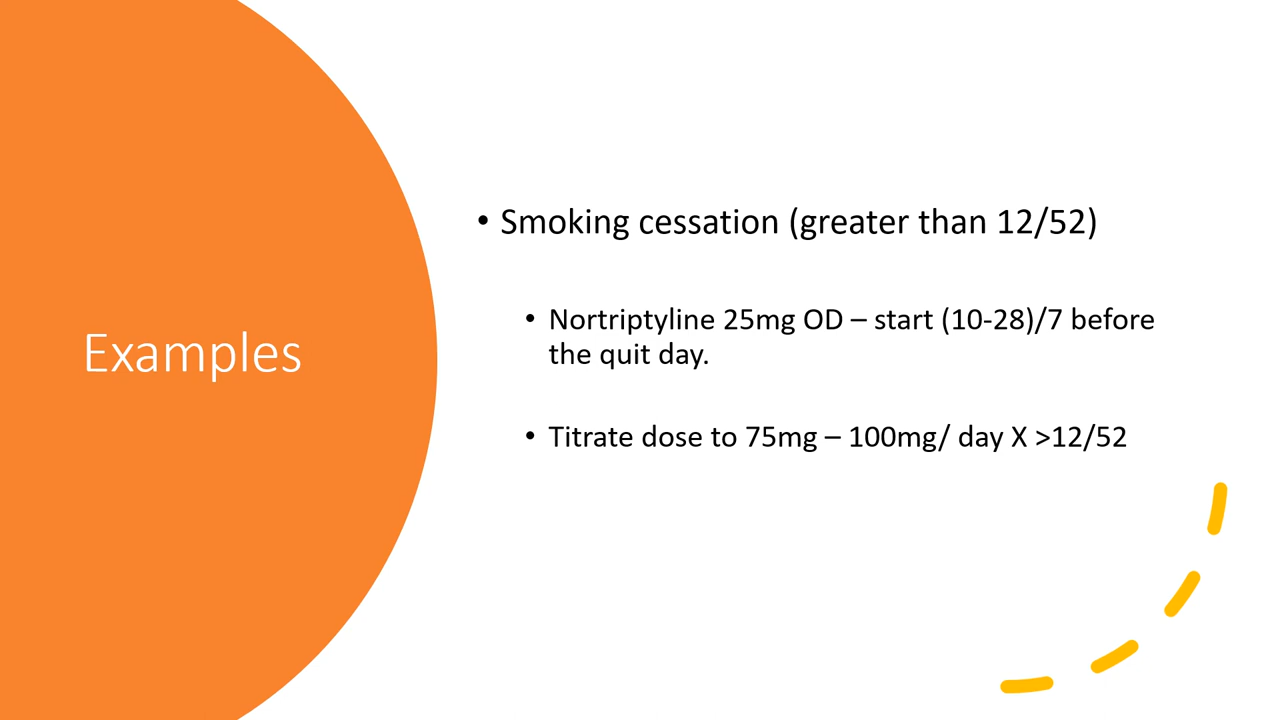 Examples
• Smoking cessation (greater than 12/52)
• Nortriptyline 25mg OD – start (10-28)/7 before
the quit day.
• Titrate dose to 75mg – 100mg/ day X >12/52